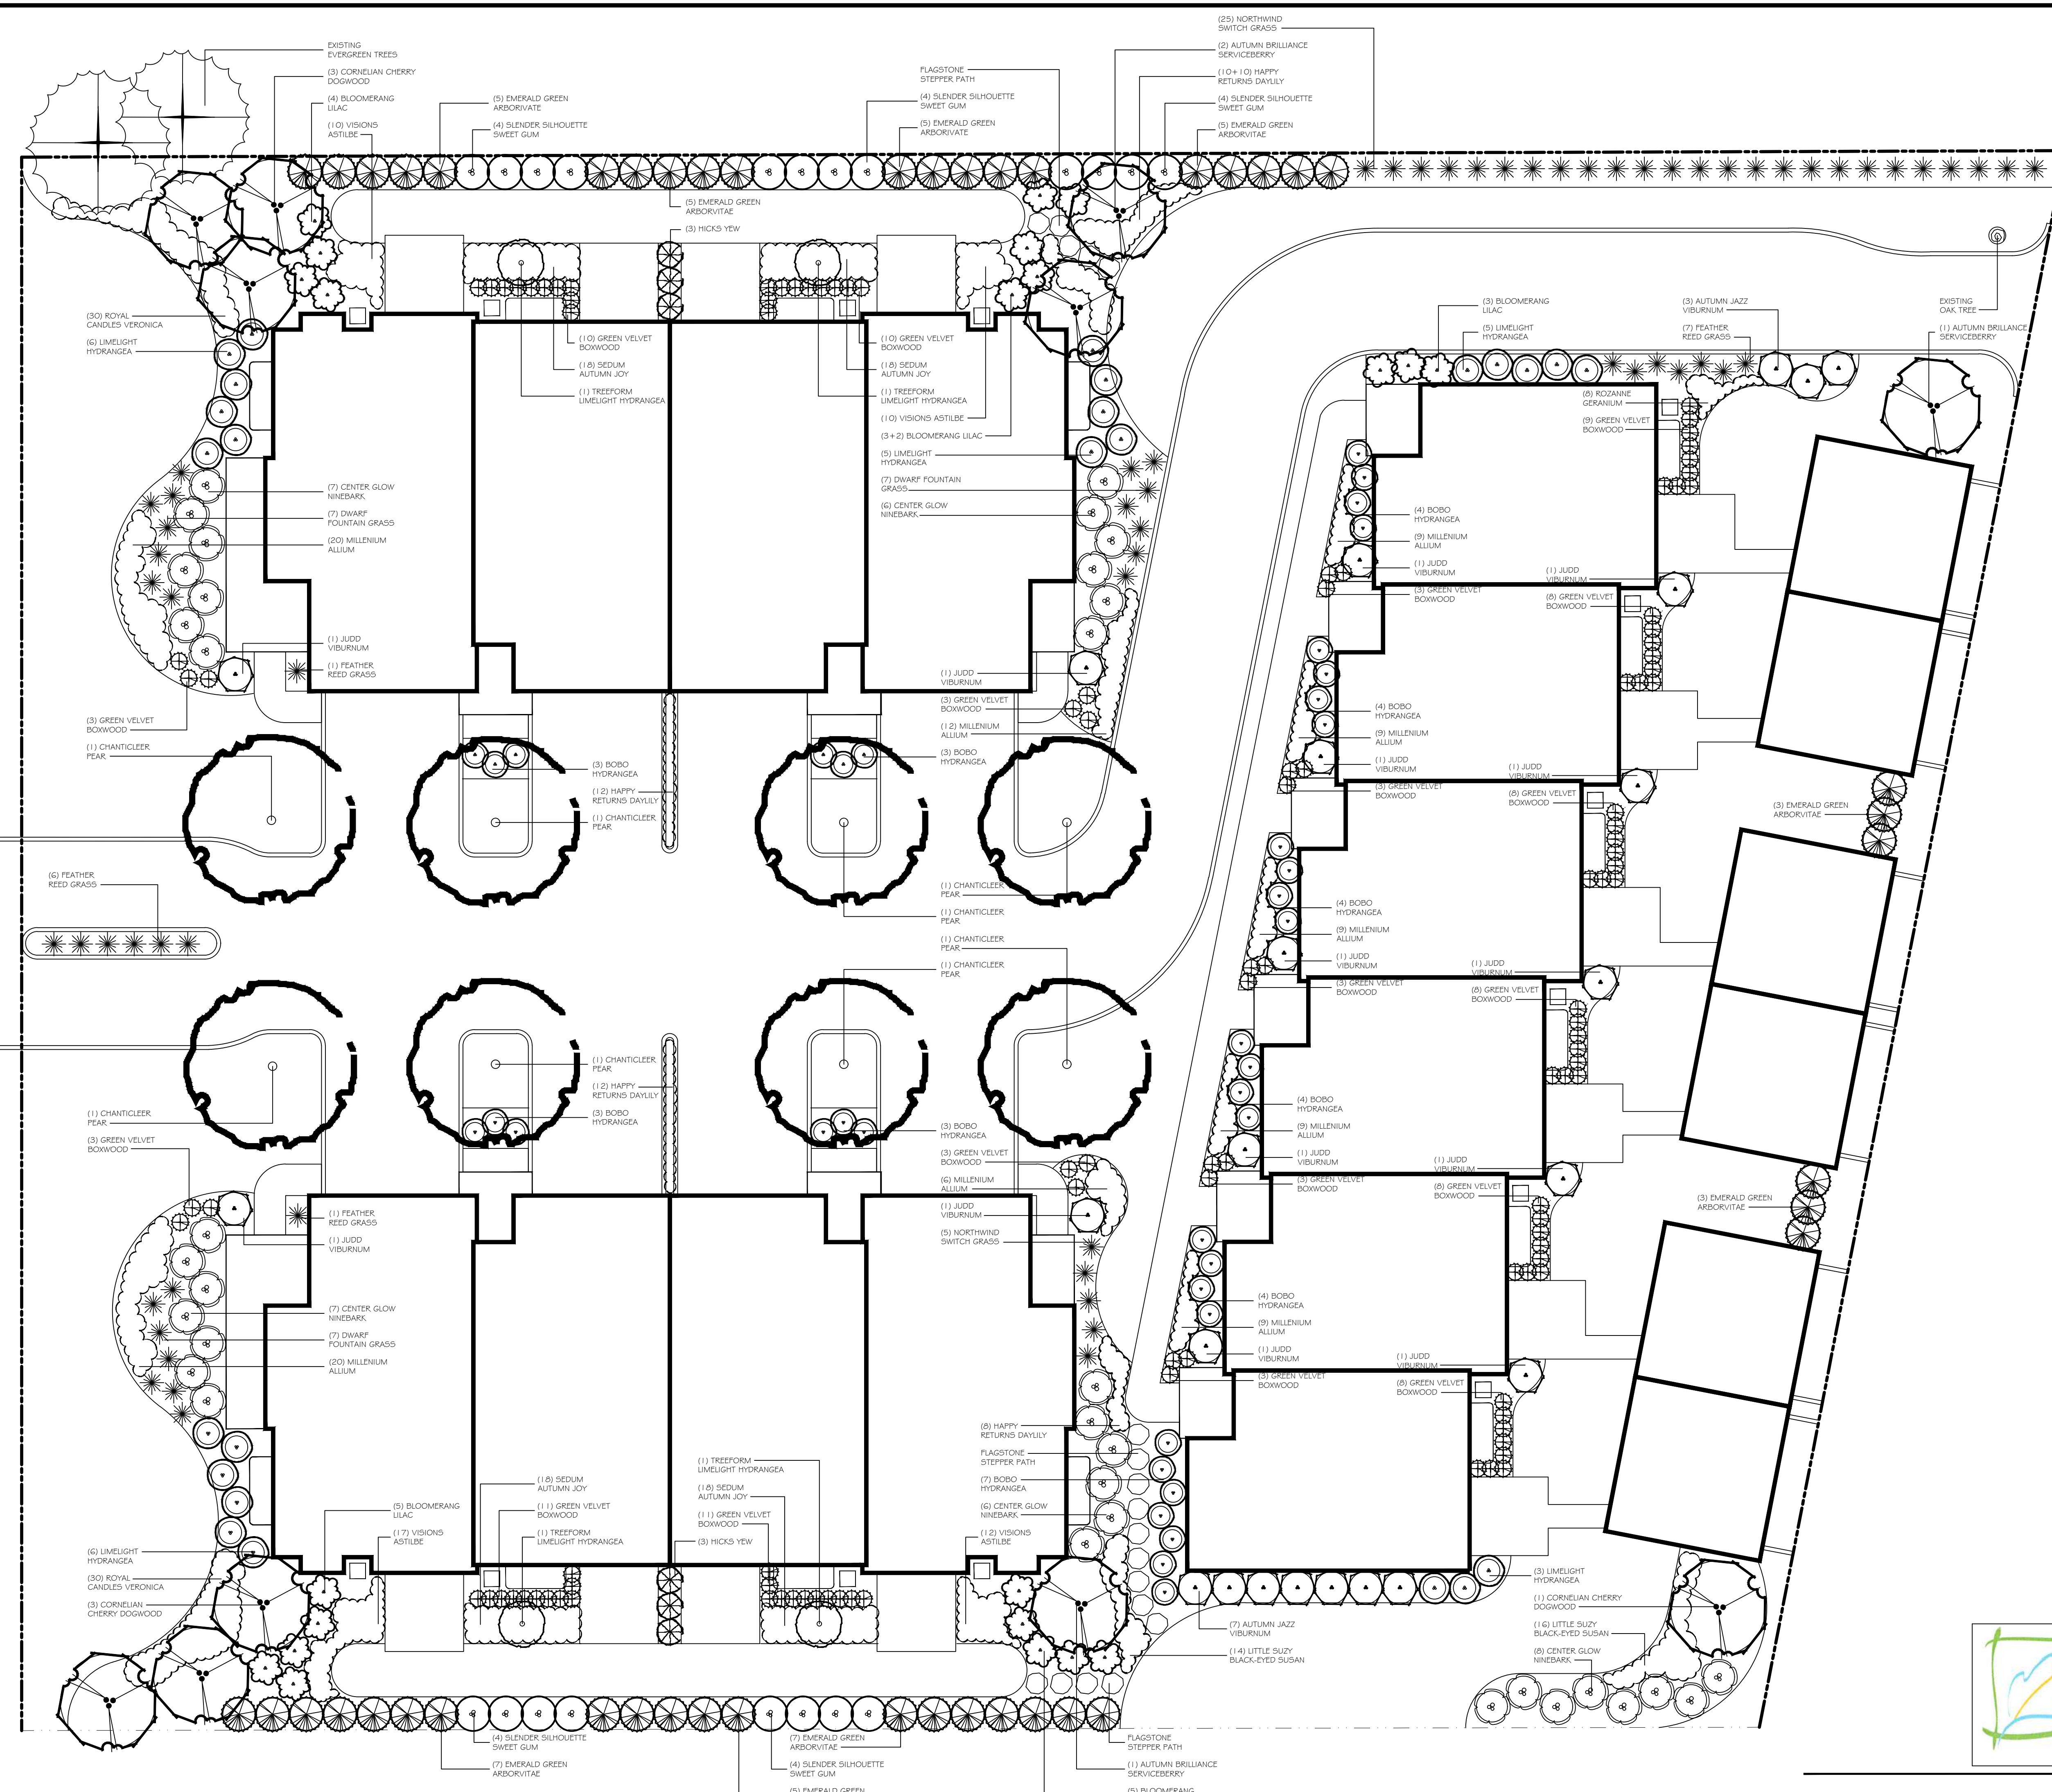 (25) NORTHWIND
SWITCH GRASS
EXISTING
EVERGREEN TREES
(2) AUTUMN BRILLIANCE
SERVICEBERRY
(3) CORNELIAN CHERRY
DOGWOOD
FLAGSTONE
STEPPER PATH
(10+10) HAPPY
RETURNS DAYLILY
(4) BLOOMERANG
LILAC
(5) EMERALD GREEN
ARBORIVATE
(4) SLENDER SILHOUETTE
SWEET GUM
(4) SLENDER SILHOUETTE
SWEET GUM
(10) VISIONS
ASTILBE
(4) SLENDER SILHOUETTE
SWEET GUM
(5) EMERALD GREEN
ARBORIVATE
(5) EMERALD GREEN
ARBORVITAE
(5) EMERALD GREEN
ARBORVITAE
(3) HICKS YEW
(30) ROYAL
CANDLES VERONICA
(6) LIMELIGHT
HYDRANGEA
(10) GREEN VELVET
BOXWOOD
(18) SEDUM
AUTUMN JOY
(1) TREEFORM
LIMELIGHT HYDRANGEA
(10) GREEN VELVET
BOXWOOD
(18) SEDUM
AUTUMN JOY
(1) TREEFORM
LIMELIGHT HYDRANGEA
(10) VISIONS ASTILBE
(3+2) BLOOMERANG LILAC
(5) LIMELIGHT
HYDRANGEA
(7) DWARF FOUNTAIN
GRASS
(6) CENTER GLOW
NINEBARK
(3) BLOOMERANG
LILAC
(5) LIMELIGHT
HYDRANGEA
(3) AUTUMN JAZZ
VIBURNUM
(7) FEATHER
REED GRASS
EXISTING
OAK TREE
(1) AUTUMN BRILLANCE
SERVICEBERRY
(8) ROZANNE
GERANIUM
(9) GREEN VELVET
BOXWOOD
(7) CENTER GLOW
NINEBARK
(7) DWARF
FOUNTAIN GRASS
(20) MILLENIUM
ALLIUM
(4) BOBO
HYDRANGEA
(9) MILLENIUM
ALLIUM
(1) JUDD
VIBURNUM
(3) GREEN VELVET
BOXWOOD
(1) JUDD
VIBURNUM
(8) GREEN VELVET
BOXWOOD
(1) JUDD
VIBURNUM
(1) FEATHER
REED GRASS
(1) JUDD
VIBURNUM
(3) GREEN VELVET
BOXWOOD
(12) MILLENIUM
ALLIUM
(3) BOBO
HYDRANGEA
(3) GREEN VELVET
BOXWOOD
(1) CHANTICLEER
PEAR
(3) BOBO
HYDRANGEA
(12) HAPPY
RETURNS DAYLILY
(1) CHANTICLEER
PEAR
(4) BOBO
HYDRANGEA
(9) MILLENIUM
ALLIUM
(1) JUDD
VIBURNUM
(3) GREEN VELVET
BOXWOOD
(1) JUDD
VIBURNUM
(8) GREEN VELVET
BOXWOOD
(3) EMERALD GREEN
ARBORVITAE
(6) FEATHER
REED GRASS
(1) CHANTICLEER
PEAR
(1) CHANTICLEER
PEAR
(1) CHANTICLEER
PEAR
(1) CHANTICLEER
PEAR
(4) BOBO
HYDRANGEA
(9) MILLENIUM
ALLIUM
(1) JUDD
VIBURNUM
(3) GREEN VELVET
BOXWOOD
(1) JUDD
VIBURNUM
(8) GREEN VELVET
BOXWOOD
(1) CHANTICLEER
PEAR
(12) HAPPY
RETURNS DAYLILY
(3) BOBO
HYDRANGEA
(1) CHANTICLEER
PEAR
(3) GREEN VELVET
BOXWOOD
(3) BOBO
HYDRANGEA
(3) GREEN VELVET
BOXWOOD
(6) MILLENIUM
ALLIUM
(1) JUDD
VIBURNUM
(5) NORTHWIND
SWITCH GRASS
(4) BOBO
HYDRANGEA
(9) MILLENIUM
ALLIUM
(1) JUDD
VIBURNUM
(3) GREEN VELVET
BOXWOOD
(1) JUDD
VIBURNUM
(8) GREEN VELVET
BOXWOOD
(3) EMERALD GREEN
ARBORVITAE
(1) FEATHER
REED GRASS
(1) JUDD
VIBURNUM
(7) CENTER GLOW
NINEBARK
(7) DWARF
FOUNTAIN GRASS
(20) MILLENIUM
ALLIUM
(4) BOBO
HYDRANGEA
(9) MILLENIUM
ALLIUM
(1) JUDD
VIBURNUM
(3) GREEN VELVET
BOXWOOD
(1) JUDD
VIBURNUM
(8) GREEN VELVET
BOXWOOD
(8) HAPPY
RETURNS DAYLILY
FLAGSTONE
STEPPER PATH
(7) BOBO
HYDRANGEA
(6) CENTER GLOW
NINEBARK
(12) VISIONS
ASTILBE
(1) TREEFORM
LIMELIGHT HYDRANGEA
(18) SEDUM
AUTUMN JOY
(11) GREEN VELVET
BOXWOOD
(3) HICKS YEW
(18) SEDUM
AUTUMN JOY
(11) GREEN VELVET
BOXWOOD
(1) TREEFORM
LIMELIGHT HYDRANGEA
(5) BLOOMERANG
LILAC
(17) VISIONS
ASTILBE
(6) LIMELIGHT
HYDRANGEA
(30) ROYAL
CANDLES VERONICA
(3) CORNELIAN
CHERRY DOGWOOD
(3) LIMELIGHT
HYDRANGEA
(1) CORNELIAN CHERRY
DOGWOOD
(16) LITTLE SUZY
BLACK-EYED SUSAN
(8) CENTER GLOW
NINEBARK
(7) AUTUMN JAZZ
VIBURNUM
(14) LITTLE SUZY
BLACK-EYED SUSAN
(4) SLENDER SILHOUETTE
SWEET GUM
(7) EMERALD GREEN
ARBORVITAE
(7) EMERALD GREEN
ARBORVITAE
(4) SLENDER SILHOUETTE
SWEET GUM
(5) EMERALD GREEN
FLAGSTONE
STEPPER PATH
(1) AUTUMN BRILLIANCE
SERVICEBERRY
(5) BLOOMERANG